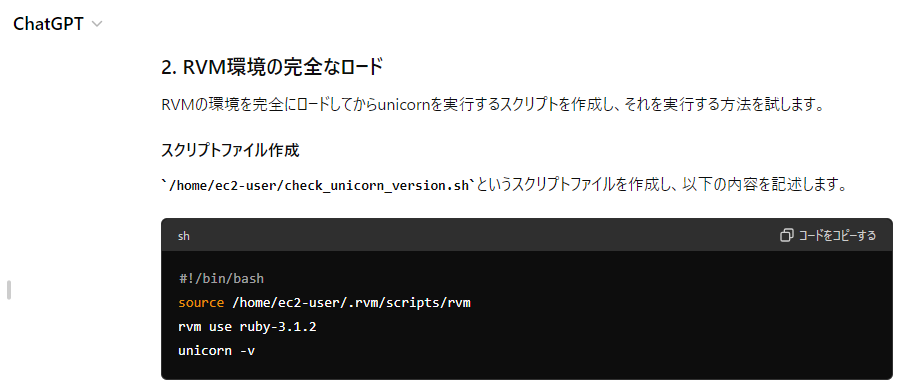 ChatGPT
2. RVM環境の完全なロード
RVMの環境を完全にロードしてからunicornを実行するスクリプトを作成し、それを実行する方法を試します。
スクリプトファイル作成
`/home/ec2-user/check_unicorn_version.sh`というスクリプトファイルを作成し、以下の内容を記述します。
sh コードをコピーする
#!/bin/bash
source /home/ec2-user/.rvm/scripts/rvm
rvm use ruby-3.1.2
unicorn -v